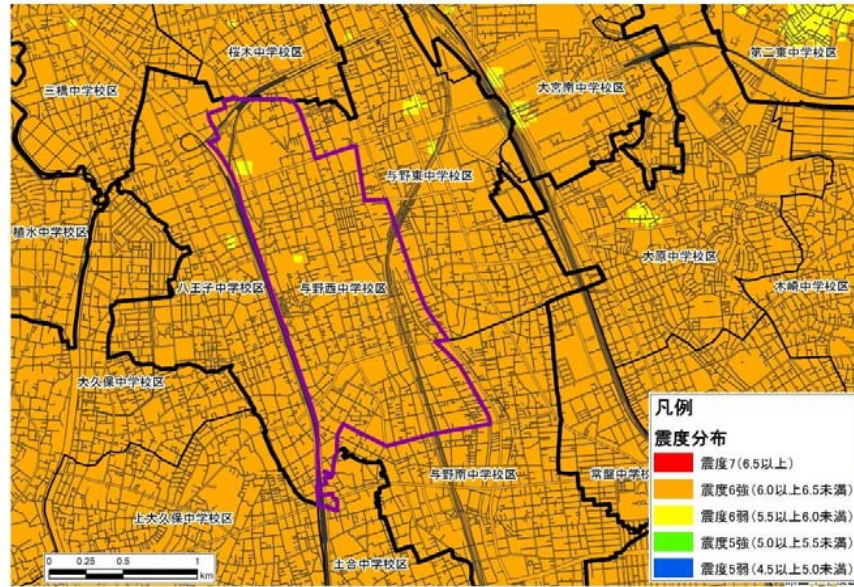 桜木中学校区
第二東中学校区
三橋中学校区
大宮南中学校区
与野東中学校区
植水中学校区
大原中学校区
八王子中学校区
与野西中学校区
木崎中学校区
大久保中学校区
与野南中学校区
常盤中学校
上大久保中学校区
土合中学校区
0 0.25 0.5 1
km
凡例
震度分布
震度7(6.5以上)
震度6強(6.0以上6.5未満)
震度6弱(5.5以上6.0未満)
震度5強(5.0以上5.5未満)
震度5弱(4.5以上5.0未満)